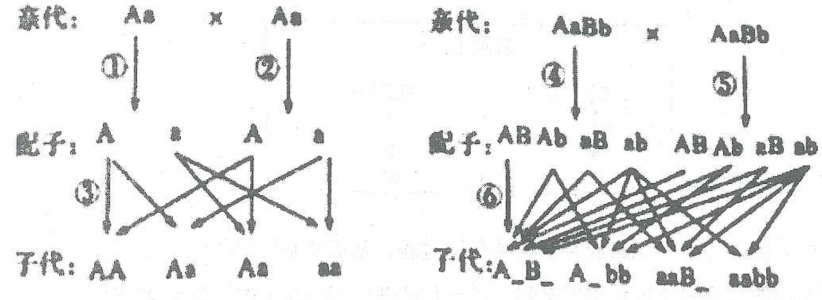 亲代: Aa × Aa
① ②
配子: A a A a
③
子代: AA Aa Aa aa
亲代: AaBb × AaBb
④ ⑤
配子: AB Ab aB ab AB Ab aB ab
⑥
子代: A_B_ A_bb aaB_ aabb